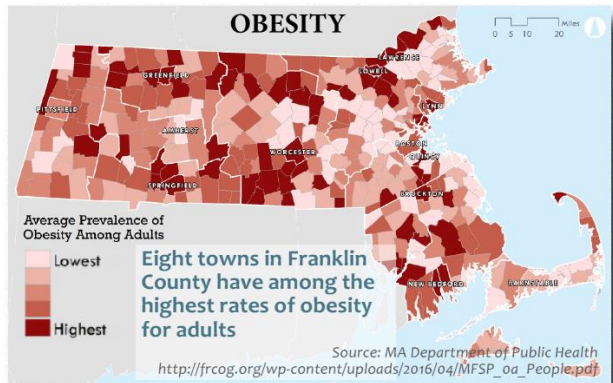 OBESITY
0 5 10 20
Miles
LAWRENCE
GREENFIELD
LOWELL
PITTSFIELD
LYNN
AMHERST
BOSTON
WORCESTER
QUINCY
SPRINGFIELD
BROCKTON
Average Prevalence of
Obesity Among Adults
Lowest
Highest
Eight towns in Franklin
County have among the
highest rates of obesity
for adults
NEW BEDFORD
BARNSTABLE
Source: MA Department of Public Health
http://frcog.org/wp-content/uploads/2016/04/MFSP_0a_People.pdf